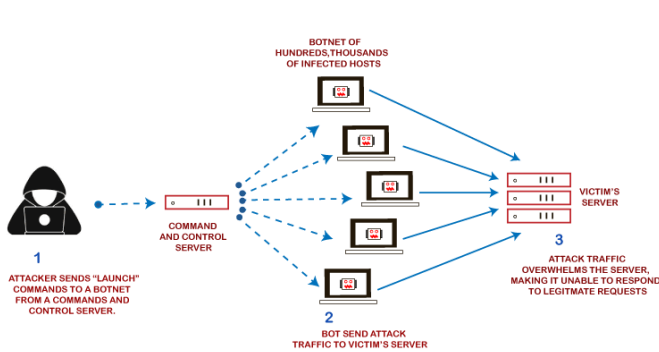 BOTNET OF
HUNDREDS,THOUSANDS
OF INFECTED HOSTS
COMMAND
AND CONTROL
SERVER
VICTIM'S
SERVER
1
ATTACKER SENDS "LAUNCH"
COMMANDS TO A BOTNET
FROM A COMMANDS AND
CONTROL SERVER.
2
BOT SEND ATTACK
TRAFFIC TO VICTIM'S SERVER
3
ATTACK TRAFFIC
OVERWHELMS THE SERVER,
MAKING IT UNABLE TO RESPOND
TO LEGITMATE REQUESTS